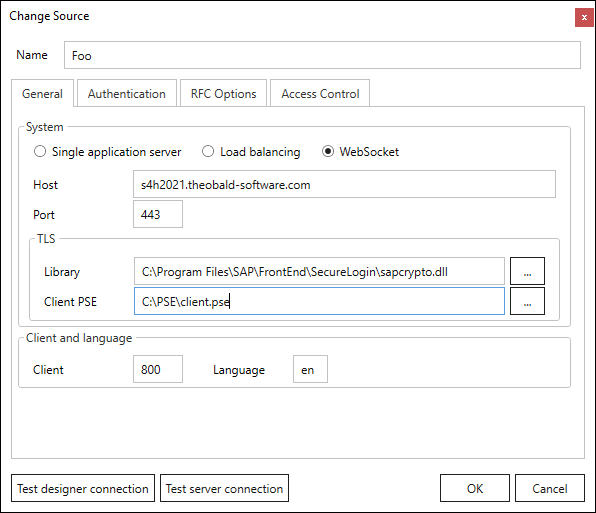 Change Source
x
Name Foo
General Authentication RFC Options Access Control
System
Single application server Load balancing WebSocket
Host s4h2021.theobald-software.com
Port 443
TLS
Library C:\Program Files\SAP\FrontEnd\SecureLogin\sapcrypto.dll ...
Client PSE C:\PSE\client.pse ...
Client and language
Client 800 Language en
Test designer connection Test server connection OK Cancel